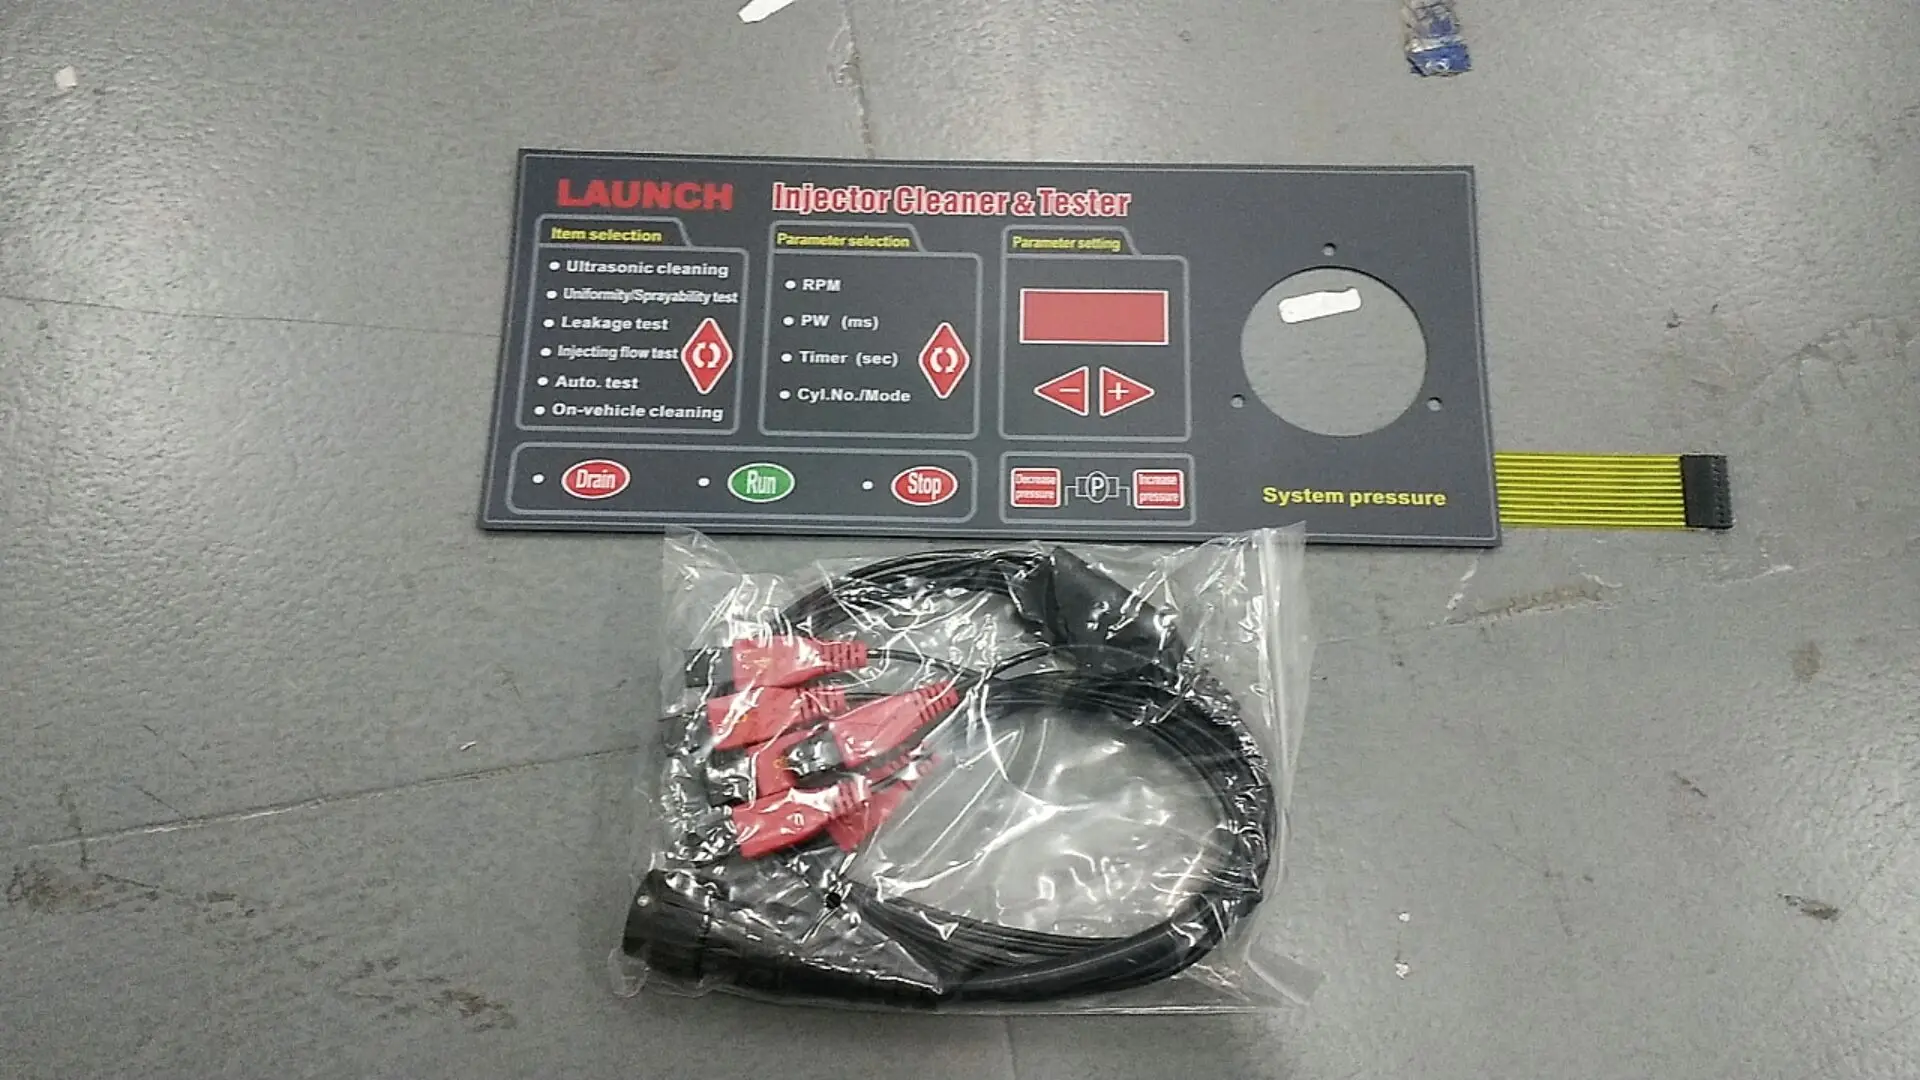 LAUNCH Injector Cleaner & Tester
Item selection
Ultrasonic cleaning
Uniformity/Sprayability test
Leakage test
Injecting flow test
Auto. test
On-vehicle cleaning
Parameter selection
RPM
PW (ms)
Timer (sec)
Cyl.No./Mode
Parameter setting
− +
Drain
Run
Stop
Decrease
pressure
P
Increase
pressure
System pressure